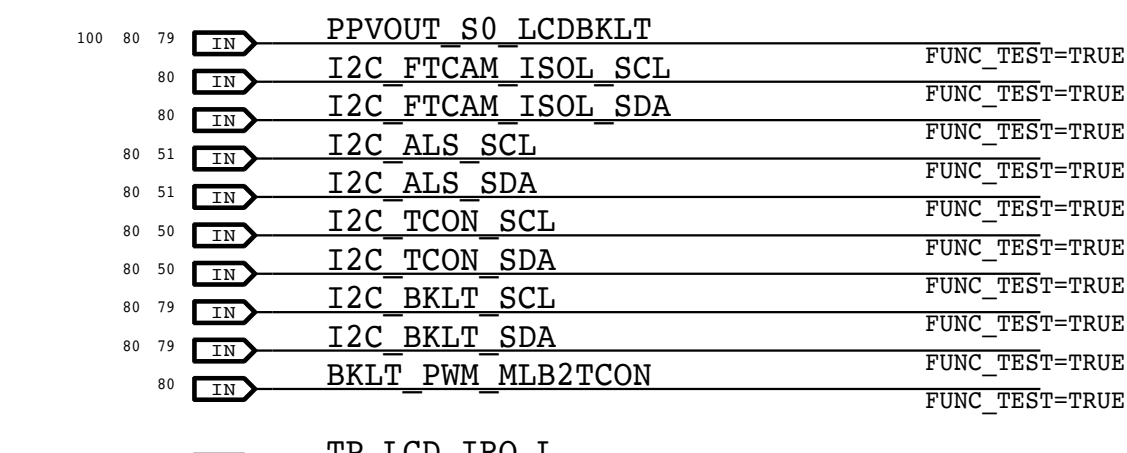 100 80 79 IN PPVOUT_S0_LCDBKLT FUNC_TEST=TRUE
80 IN I2C_FTCAM_ISOL_SCL FUNC_TEST=TRUE
80 IN I2C_FTCAM_ISOL_SDA FUNC_TEST=TRUE
80 51 IN I2C_ALS_SCL FUNC_TEST=TRUE
80 51 IN I2C_ALS_SDA FUNC_TEST=TRUE
80 50 IN I2C_TCON_SCL FUNC_TEST=TRUE
80 50 IN I2C_TCON_SDA FUNC_TEST=TRUE
80 79 IN I2C_BKLT_SCL FUNC_TEST=TRUE
80 79 IN I2C_BKLT_SDA FUNC_TEST=TRUE
80 IN BKLT_PWM_MLB2TCON FUNC_TEST=TRUE